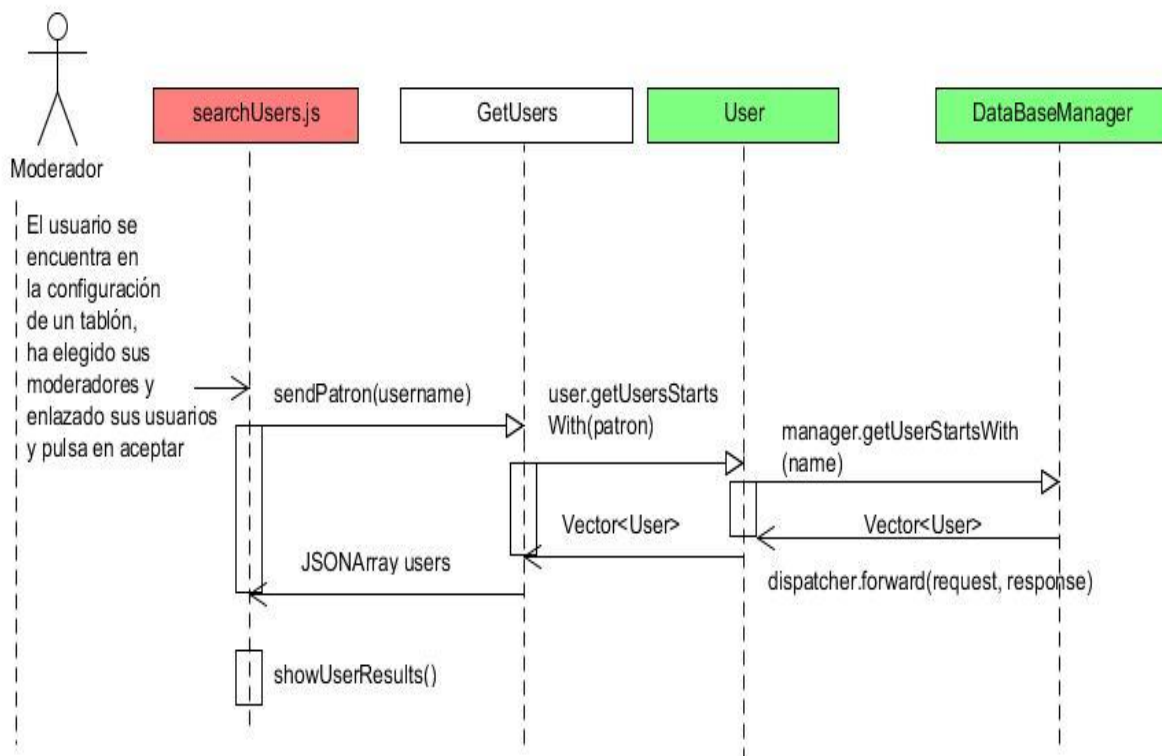 searchUsers.js
GetUsers
User
DataBaseManager
Moderador
El usuario se
encuentra en
la configuración
de un tablón,
ha elegido sus
moderadores y
enlazado sus usuarios
y pulsa en aceptar
sendPatron(username)
user.getUsersStarts
With(patron)
manager.getUserStartsWith
(name)
Vector<User>
Vector<User>
JSONArray users
dispatcher.forward(request, response)
showUserResults()